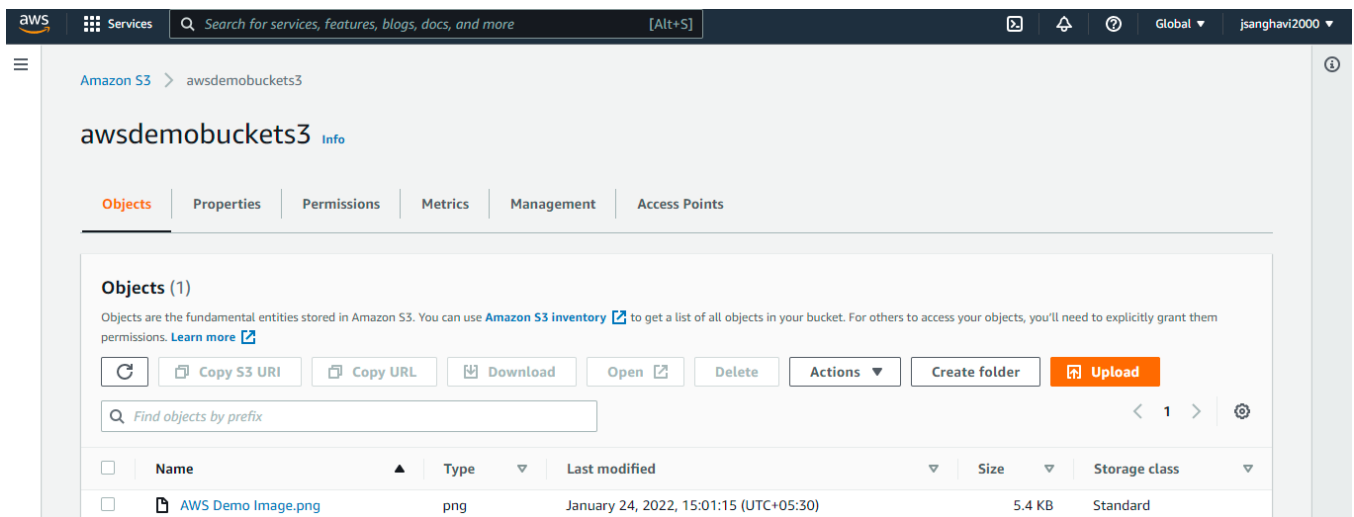 aws Services Search for services, features, blogs, docs, and more [Alt+S] Global jsanghavi2000
Amazon S3 > awsdemobuckets3
awsdemobuckets3 Info
Objects Properties Permissions Metrics Management Access Points
Objects (1)
Objects are the fundamental entities stored in Amazon S3. You can use Amazon S3 inventory to get a list of all objects in your bucket. For others to access your objects, you'll need to explicitly grant them
permissions. Learn more
Copy S3 URI Copy URL Download Open Delete Actions Create folder Upload
Find objects by prefix < 1 >
Name Type Last modified Size Storage class
AWS Demo Image.png png January 24, 2022, 15:01:15 (UTC+05:30) 5.4 KB Standard